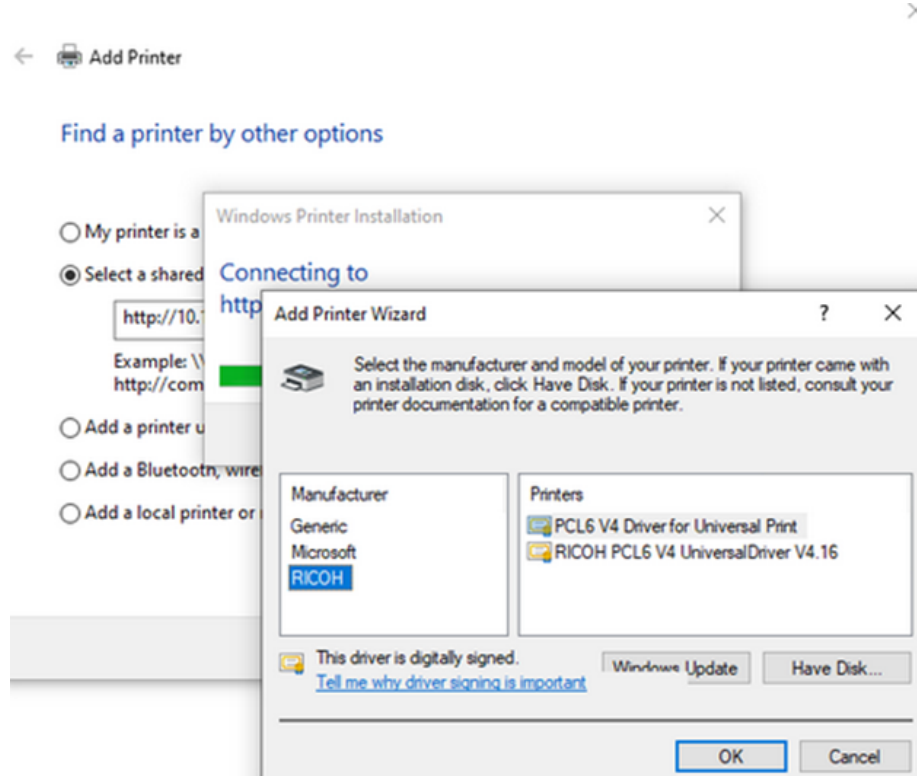 Add Printer
Find a printer by other options
My printer is a
Select a shared
http://10.
Example: \\
http://com
Add a printer u
Add a Bluetooth, wire
Add a local printer or
Windows Printer Installation
Connecting to
http
Add Printer Wizard
?
Select the manufacturer and model of your printer. If your printer came with
an installation disk, click Have Disk. If your printer is not listed, consult your
printer documentation for a compatible printer.
Manufacturer
Generic
Microsoft
RICOH
Printers
PCL6 V4 Driver for Universal Print
RICOH PCL6 V4 UniversalDriver V4.16
This driver is digitally signed.
Tell me why driver signing is important
Windows Update
Have Disk...
OK
Cancel